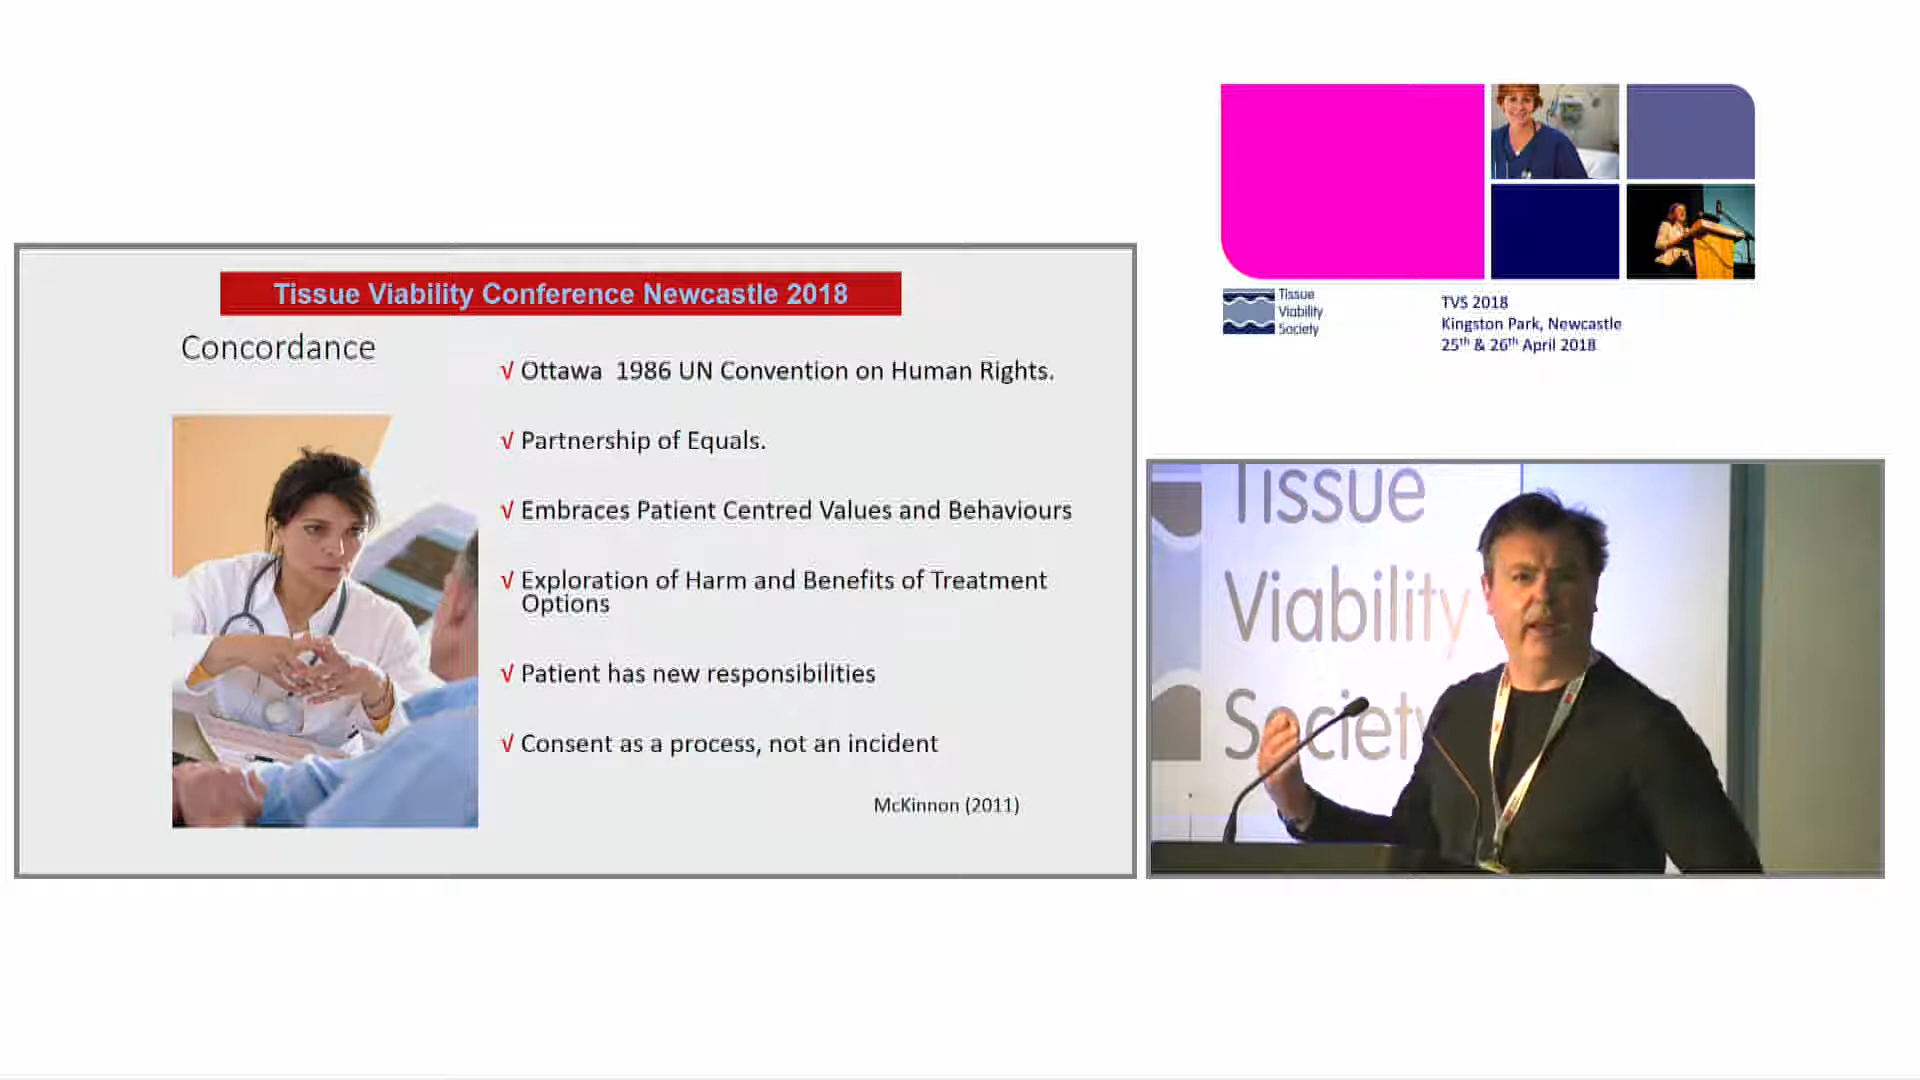 Tissue Viability Conference Newcastle 2018
Concordance
√ Ottawa 1986 UN Convention on Human Rights.
√ Partnership of Equals.
√ Embraces Patient Centred Values and Behaviours
√ Exploration of Harm and Benefits of Treatment
Options
√ Patient has new responsibilities
√ Consent as a process, not an incident
McKinnon (2011)
Tissue
Viability
Society
TVS 2018
Kingston Park, Newcastle
25th & 26th April 2018
Tissue
Viability
Society